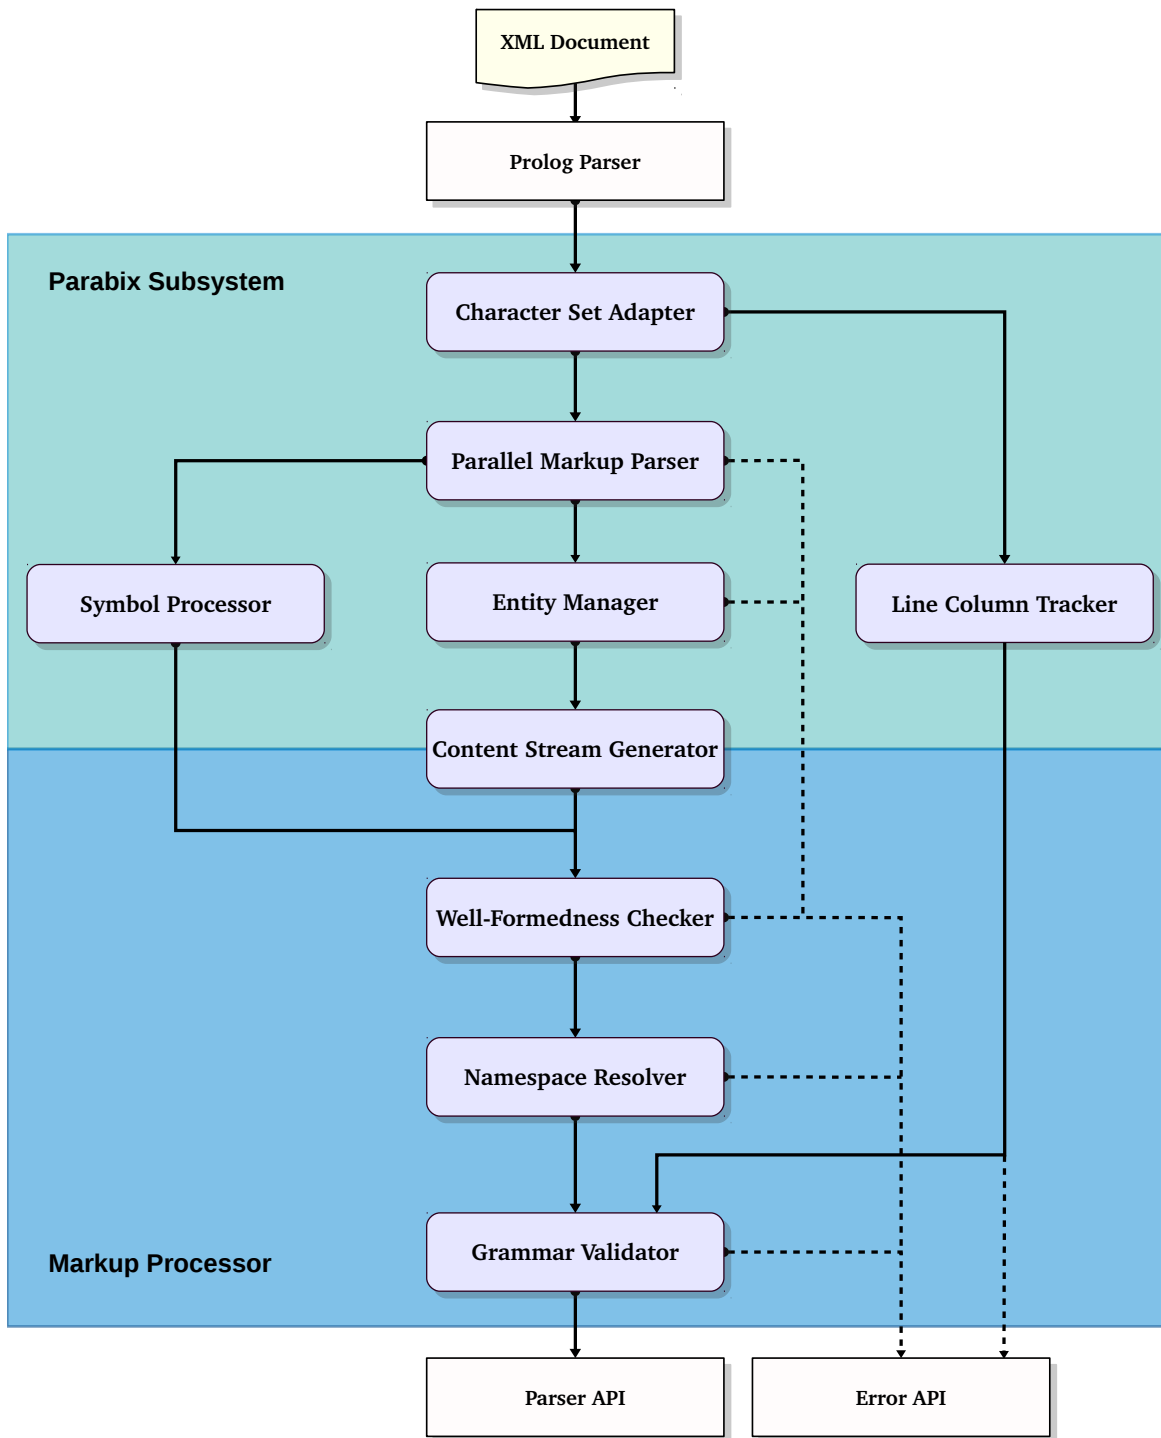 XML Document
Prolog Parser
Parabix Subsystem
Character Set Adapter
Parallel Markup Parser
Symbol Processor
Entity Manager
Line Column Tracker
Content Stream Generator
Well-Formedness Checker
Namespace Resolver
Grammar Validator
Markup Processor
Parser API
Error API